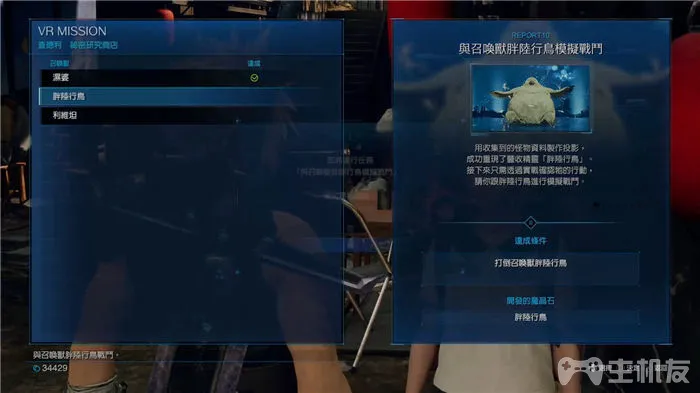 VR MISSION
查德利 祕密研究商店
召喚獸 達成
濕婆
胖陸行鳥
利維坦
與召喚獸胖陸行鳥戰鬥。
34429
REPORT10
與召喚獸胖陸行鳥模擬戰鬥
用收集到的怪物資料製作投影，
成功重現了豐收精靈「胖陸行鳥」。
接下來只需透過實戰確認牠的行動，
請你跟胖陸行鳥進行模擬戰鬥。
達成條件
打倒召喚獸胖陸行鳥
開發的魔晶石
胖陸行鳥
主机友